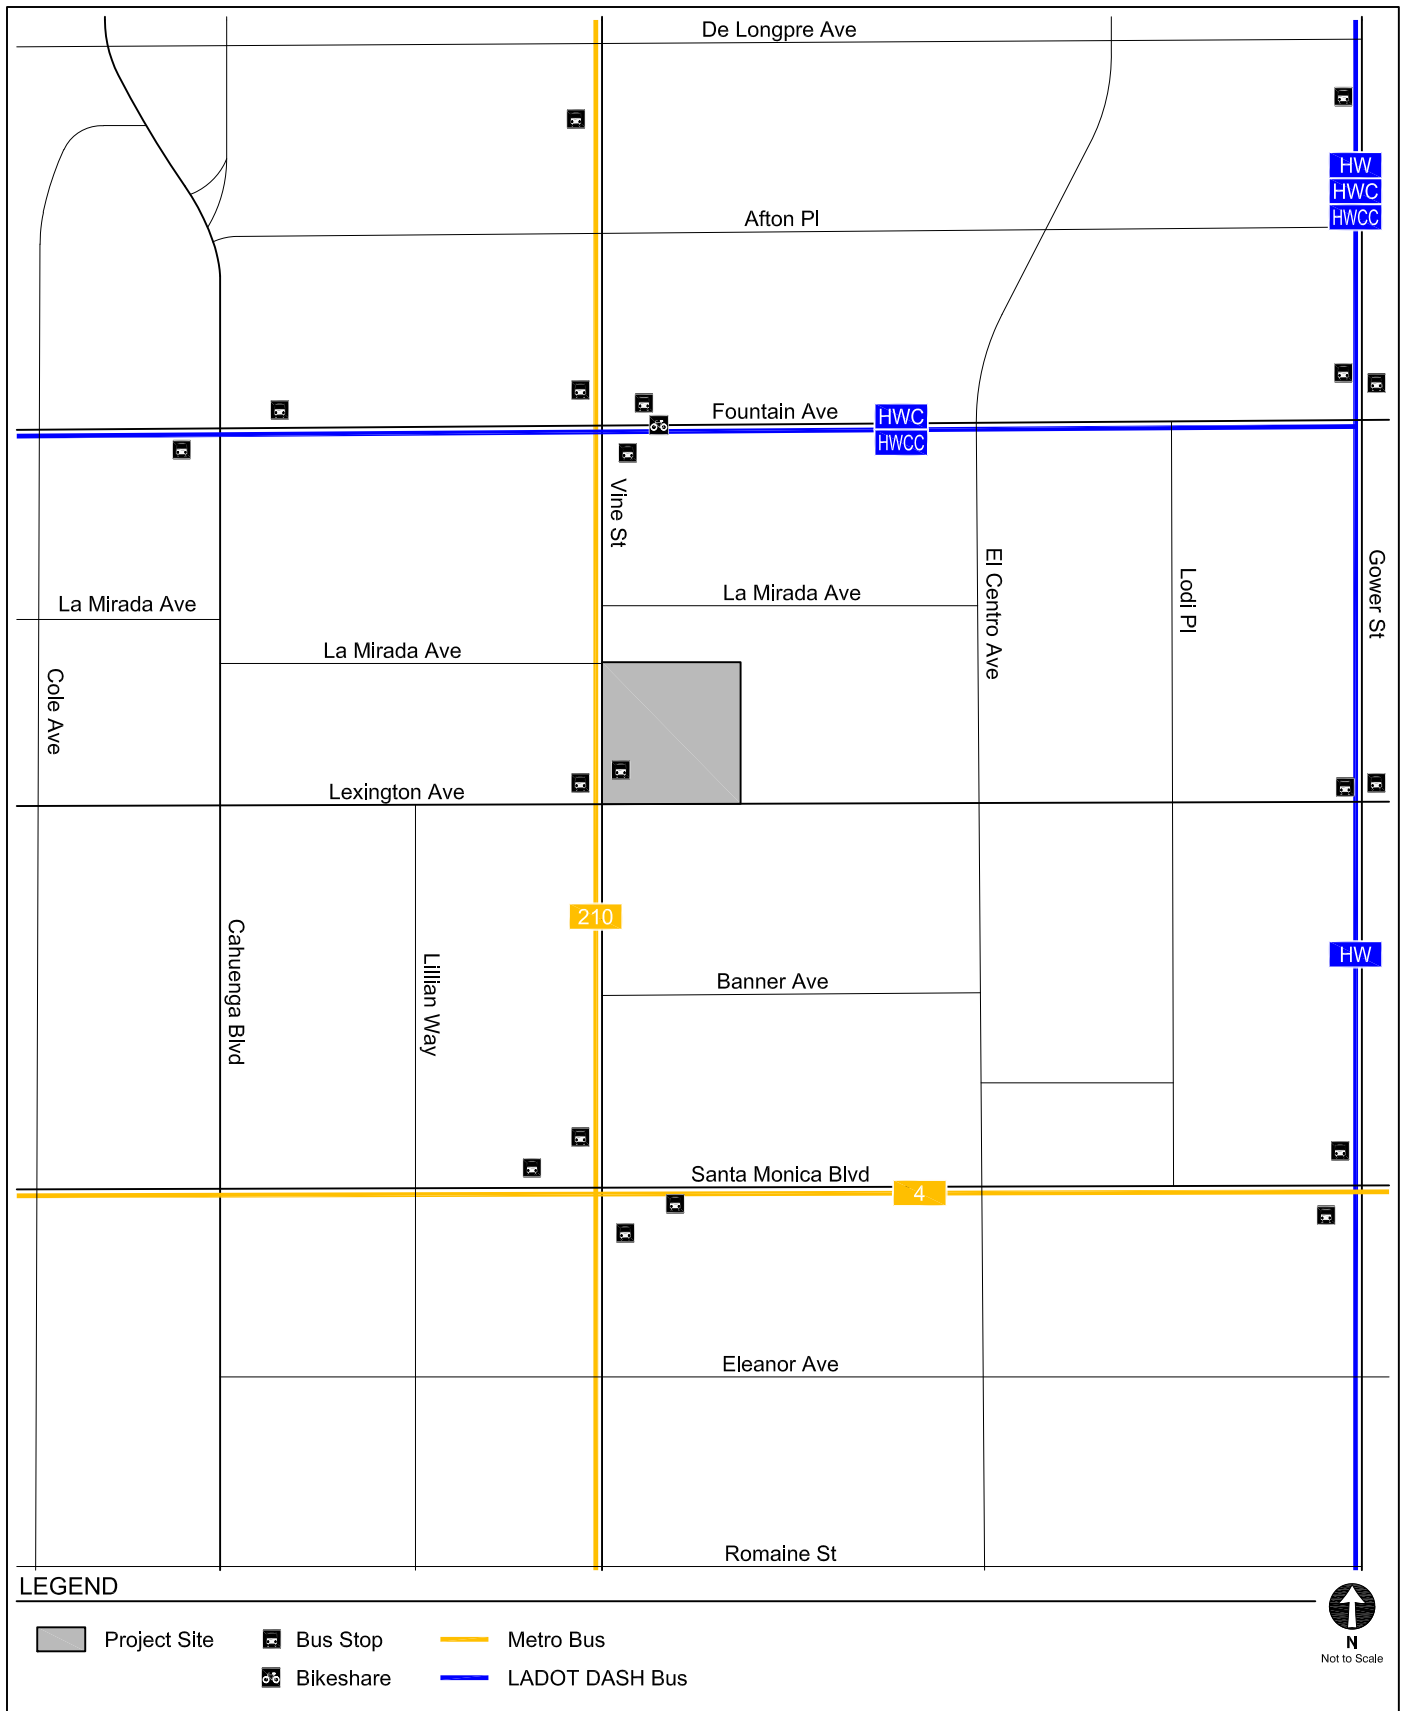 De Longpre Ave
HW
HWC
HWCC
Afton Pl
Fountain Ave
HWC
HWCC
Vine St
El Centro Ave
Lodi Pl
Gower St
La Mirada Ave
La Mirada Ave
La Mirada Ave
Cole Ave
Lexington Ave
210
Cahuenga Blvd
Lillian Way
HW
Banner Ave
Santa Monica Blvd
4
Eleanor Ave
Romaine St
LEGEND
Project Site
Bus Stop
Metro Bus
Bikeshare
LADOT DASH Bus
N
Not to Scale